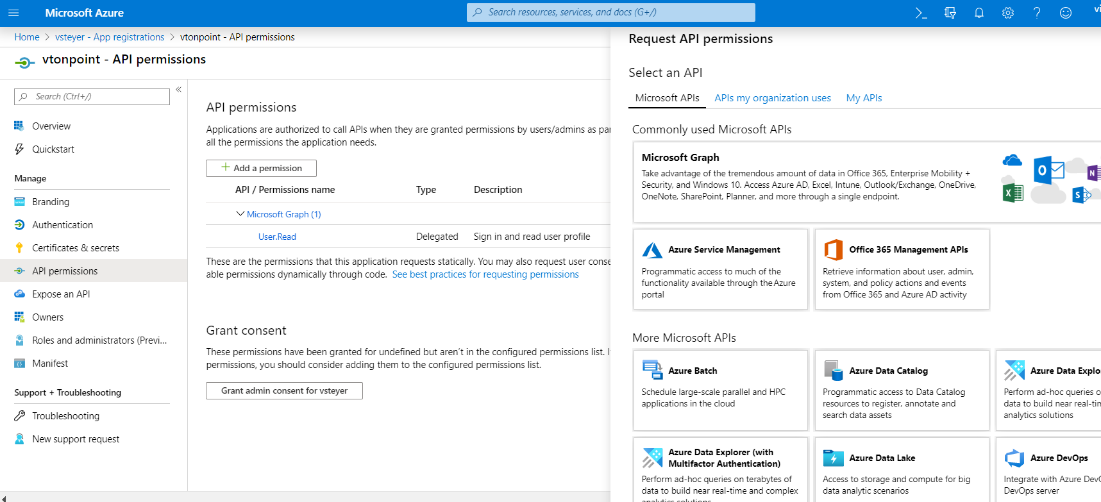 Microsoft Azure
Search resources, services, and docs (G+/)
Home > vsteyer - App registrations > vtonpoint - API permissions
vtonpoint - API permissions
Search (Ctrl+/)
Overview
Quickstart
Manage
Branding
Authentication
Certificates & secrets
API permissions
Expose an API
Owners
Roles and administrators (Previ...
Manifest
Support + Troubleshooting
Troubleshooting
New support request
API permissions
Applications are authorized to call APIs when they are granted permissions by users/admins as par
all the permissions the application needs.
+ Add a permission
API / Permissions name Type Description
Microsoft Graph (1)
User.Read Delegated Sign in and read user profile
These are the permissions that this application requests statically. You may also request user conse
able permissions dynamically through code. See best practices for requesting permissions
Grant consent
These permissions have been granted for undefined but aren't in the configured permissions list. I
permissions, you should consider adding them to the configured permissions list.
Grant admin consent for vsteyer
Request API permissions
Select an API
Microsoft APIs APIs my organization uses My APIs
Commonly used Microsoft APIs
Microsoft Graph
Take advantage of the tremendous amount of data in Office 365, Enterprise Mobility +
Security, and Windows 10. Access Azure AD, Excel, Intune, Outlook/Exchange, OneDrive,
OneNote, SharePoint, Planner, and more through a single endpoint.
Azure Service Management
Programmatic access to much of the
functionality available through the Azure
portal
Office 365 Management APIs
Retrieve information about user, admin,
system, and policy actions and events
from Office 365 and Azure AD activity
More Microsoft APIs
Azure Batch
Schedule large-scale parallel and HPC
applications in the cloud
Azure Data Catalog
Programmatic access to Data Catalog
resources to register, annotate and
search data assets
Azure Data Explo
Perform ad-hoc queries o
data to build near real-tim
analytics solutions
Azure Data Explorer (with
Multifactor Authentication)
Perform ad-hoc queries on terabytes of
data to build near real-time and complex
Azure Data Lake
Access to storage and compute for big
data analytic scenarios
Azure DevOps
Integrate with Azure DevO
DevOps server